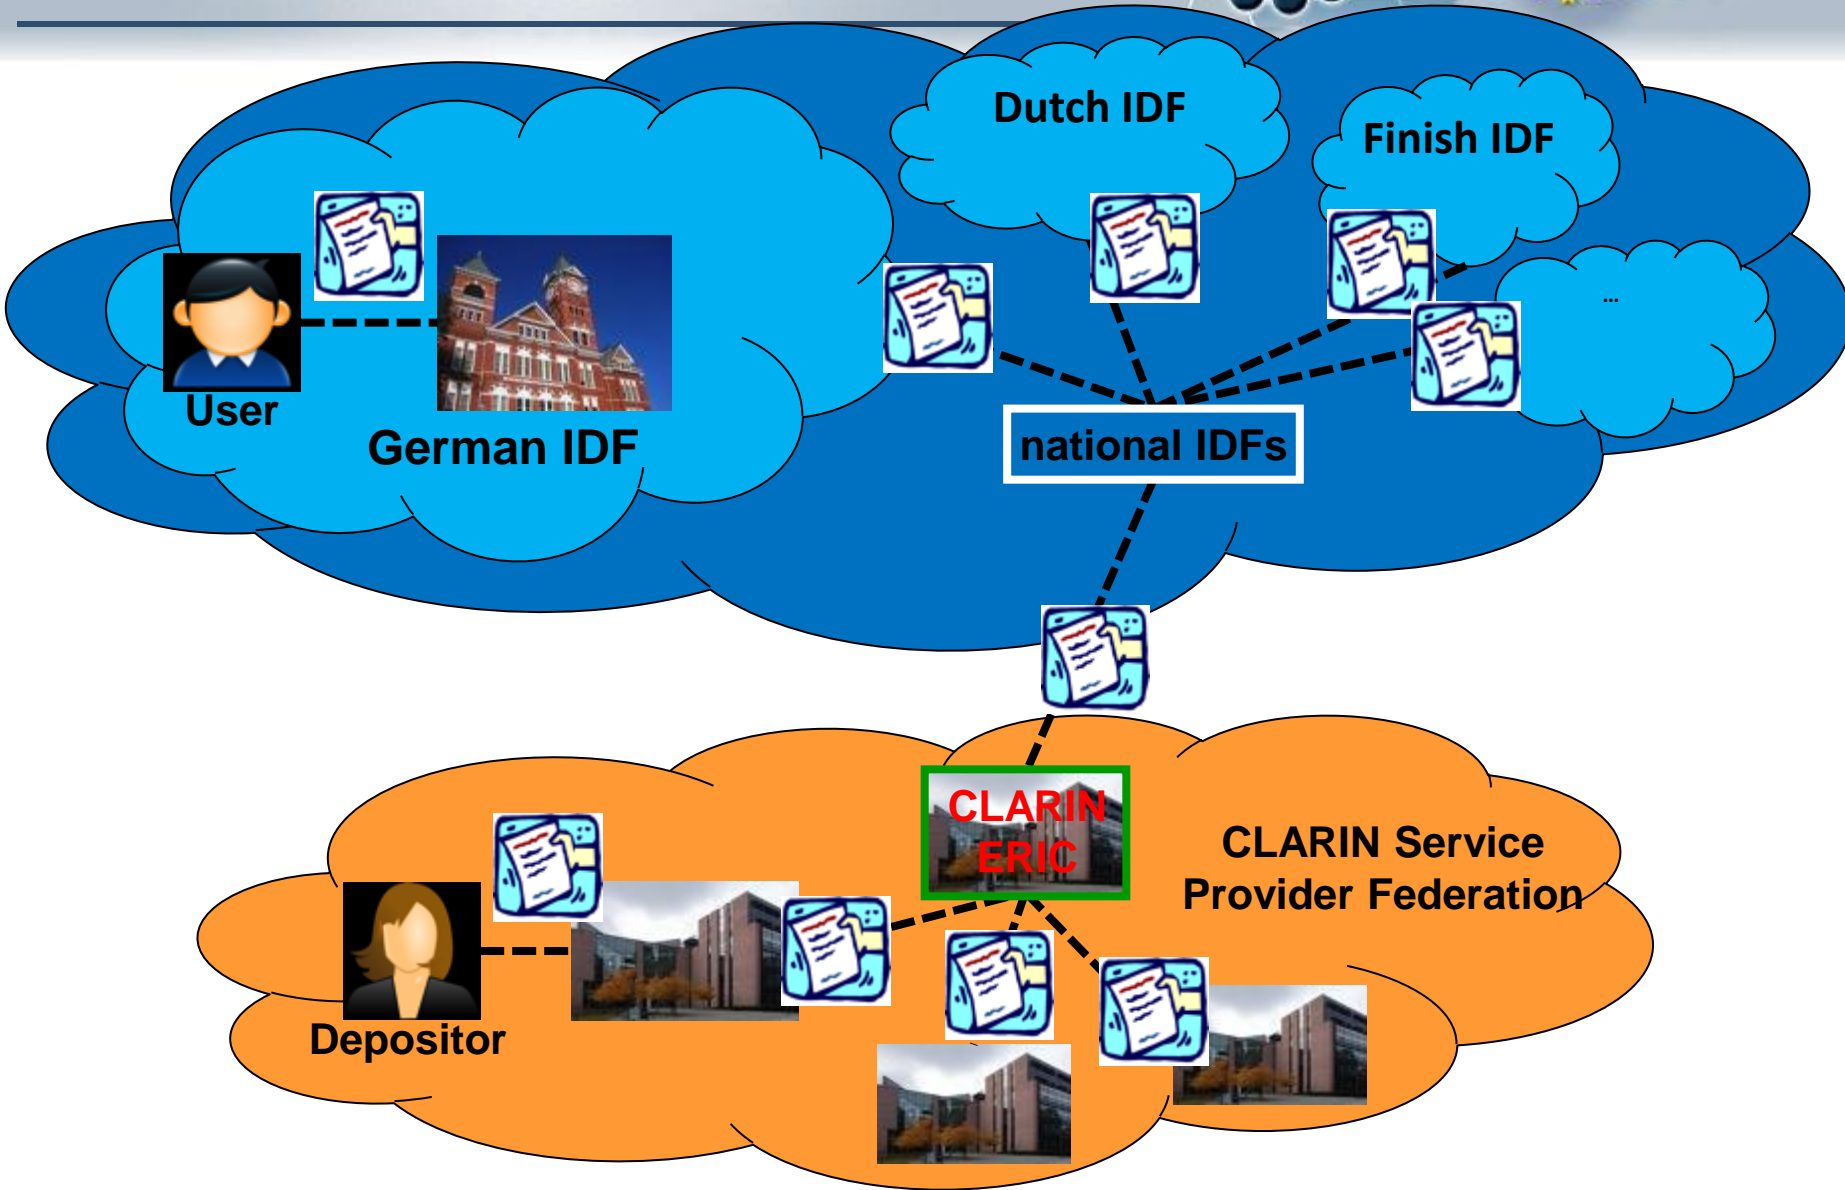 Dutch IDF
Finish IDF
...
User
German IDF
national IDFs
CLARIN
ERIC
CLARIN Service
Provider Federation
Depositor